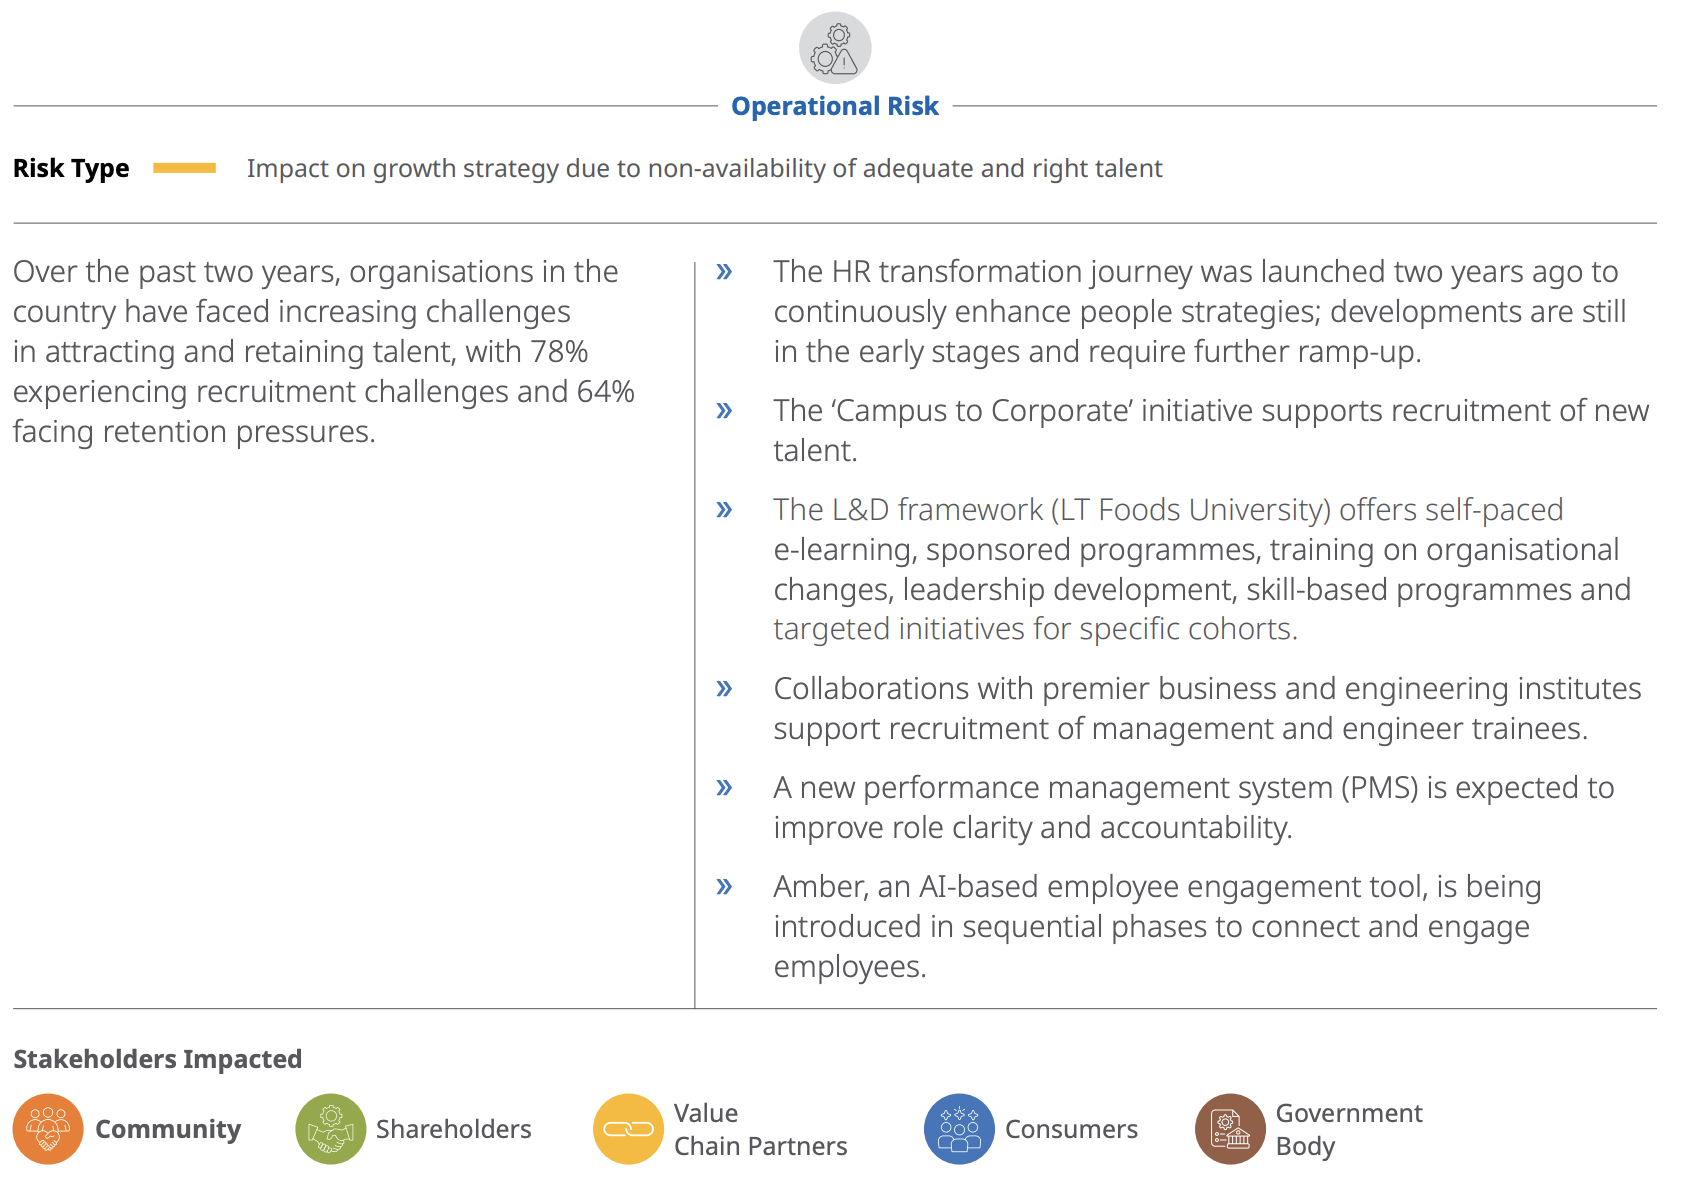 Operational Risk
Risk Type
Impact on growth strategy due to non-availability of adequate and right talent
Over the past two years, organisations in the
country have faced increasing challenges
in attracting and retaining talent, with 78%
experiencing recruitment challenges and 64%
facing retention pressures.
» The HR transformation journey was launched two years ago to
continuously enhance people strategies; developments are still
in the early stages and require further ramp-up.
» The ‘Campus to Corporate’ initiative supports recruitment of new
talent.
» The L&D framework (LT Foods University) offers self-paced
e-learning, sponsored programmes, training on organisational
changes, leadership development, skill-based programmes and
targeted initiatives for specific cohorts.
» Collaborations with premier business and engineering institutes
support recruitment of management and engineer trainees.
» A new performance management system (PMS) is expected to
improve role clarity and accountability.
» Amber, an AI-based employee engagement tool, is being
introduced in sequential phases to connect and engage
employees.
Stakeholders Impacted
Community
Shareholders
Value
Chain Partners
Consumers
Government
Body